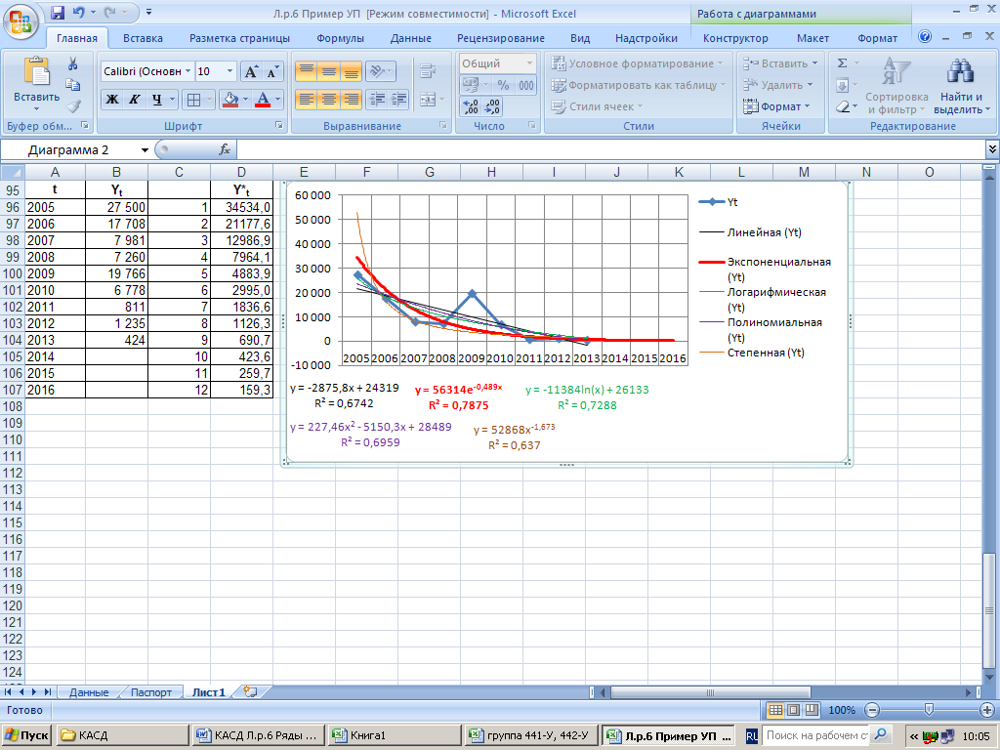 Л.р.6 Пример УП [Режим совместимости] - Microsoft Excel
Работа с диаграммами
Главная Вставка Разметка страницы Формулы Данные Рецензирование Вид Надстройки Конструктор Макет Формат
Вставить
Calibri (Основн 10
Ж К Ч
Общий
% 000
Условное форматирование
Форматировать как таблицу
Стили ячеек
Вставить
Удалить
Формат
Сортировка и фильтр
Найти и выделить
Буфер обм... Шрифт Выравнивание Число Стили Ячейки Редактирование
Диаграмма 2 fx
A B C D E F G H I J K L M N O
95 t Yt Y*t
96 2005 27 500 1 34534,0
97 2006 17 708 2 21177,6
98 2007 7 981 3 12986,9
99 2008 7 260 4 7964,1
100 2009 19 766 5 4883,9
101 2010 6 778 6 2995,0
102 2011 811 7 1836,6
103 2012 1 235 8 1126,3
104 2013 424 9 690,7
105 2014 10 423,6
106 2015 11 259,7
107 2016 12 159,3
108
109
110
111
112
113
114
115
116
117
118
119
120
121
122
123
124
60 000
50 000
40 000
30 000
20 000
10 000
0
-10 000
2005 2006 2007 2008 2009 2010 2011 2012 2013 2014 2015 2016
Yt
Линейная (Yt)
Экспоненциальная
(Yt)
Логарифмическая
(Yt)
Полиномиальная
(Yt)
Степенная (Yt)
y = -2875,8x + 24319
R² = 0,6742
y = 56314e^-0,489x
R² = 0,7875
y = -11384ln(x) + 26133
R² = 0,7288
y = 227,46x² - 5150,3x + 28489
R² = 0,6959
y = 52868x^-1,673
R² = 0,637
Данные Паспорт Лист1
Готово 100%
Пуск КАСД КАСД Л.р.6 Ряды ... Книга1 группа 441-У, 442-У Л.р.6 Пример УП ... RU Поиск на рабочем ст « 10:05